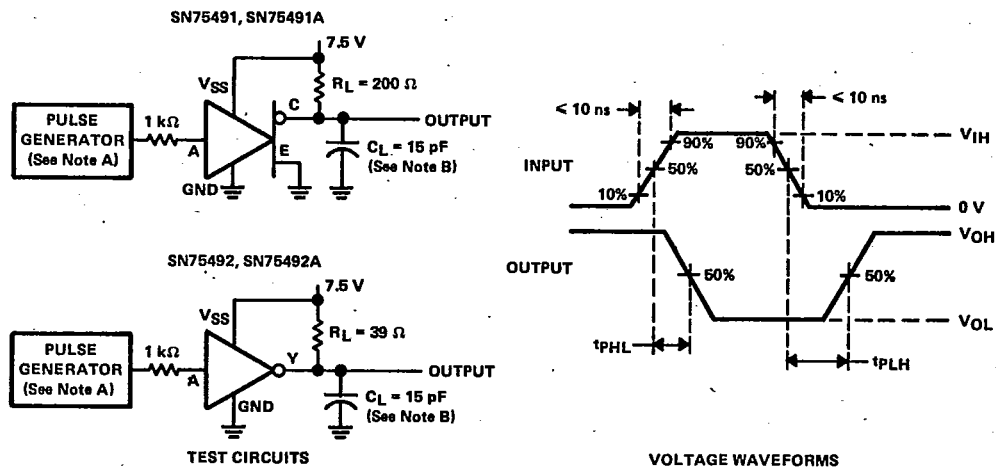 SN75491, SN75491A
7.5 V
VSS
RL = 200 Ω
C
PULSE
GENERATOR
(See Note A)
1 kΩ
A
E
OUTPUT
CL = 15 pF
(See Note B)
GND
SN75492, SN75492A
7.5 V
VSS
RL = 39 Ω
PULSE
GENERATOR
(See Note A)
1 kΩ
A
Y
OUTPUT
GND
CL = 15 pF
(See Note B)
TEST CIRCUITS
≤ 10 ns
≤ 10 ns
VIH
90%
90%
INPUT
50%
50%
10%
10%
0 V
VOH
OUTPUT
50%
50%
VOL
tPHL
tPLH
VOLTAGE WAVEFORMS